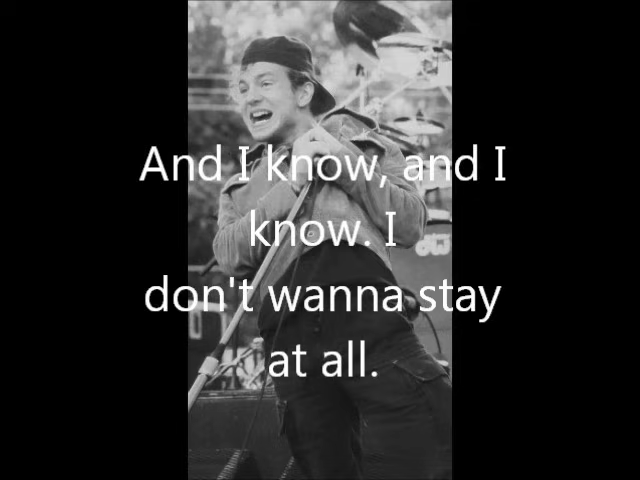 And I know, and I
know. I
don't wanna stay
at all.